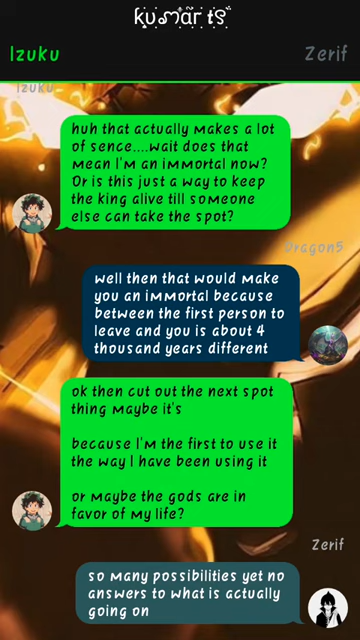 kumar ts
Izuku
Zerif
Izuku
huh that actually makes a lot
of sence....wait does that
mean I'm an immortal now?
Or is this just a way to keep
the king alive till someone
else can take the spot?
Dragon5
well then that would make
you an immortal because
between the first person to
leave and you is about 4
thousand years different
ok then cut out the next spot
thing maybe it's
because I'm the first to use it
the way I have been using it
or maybe the gods are in
favor of my life?
Zerif
so many possibilities yet no
answers to what is actually
going on